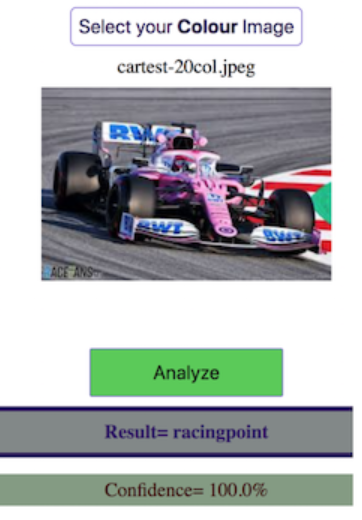 Select your Colour Image
cartest-20col.jpeg
BWT
BWT
BWT
RACEFANS
Analyze
Result= racingpoint
Confidence= 100.0%